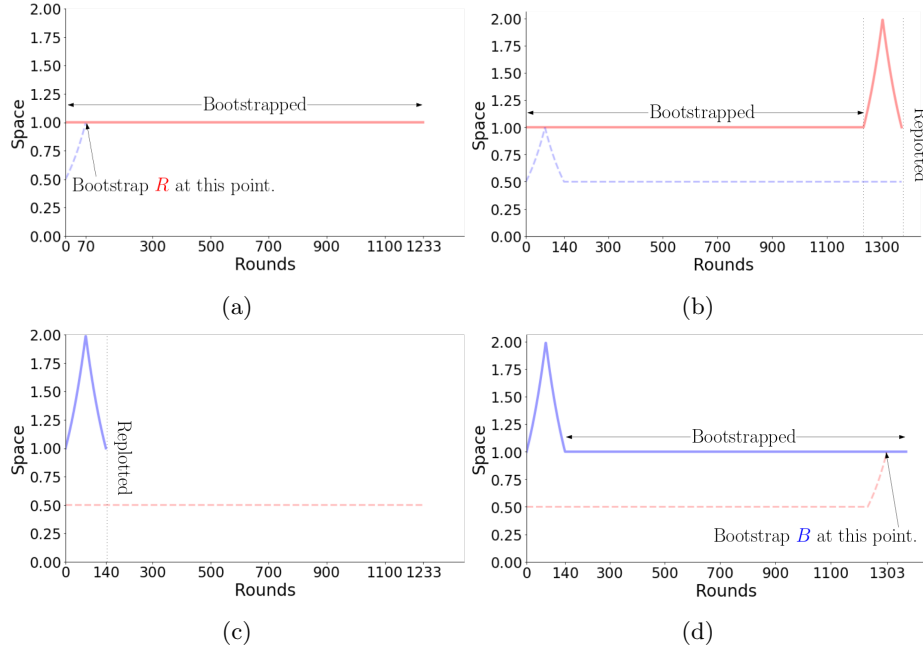 2.00
1.75
1.50
1.25
1.00
0.75
0.50
0.25
0.00
Space
Bootstrapped
Bootstrap R at this point.
0 70 300 500 700 900 1100 1233
Rounds
(a)
2.00
1.75
1.50
1.25
1.00
0.75
0.50
0.25
0.00
Space
Bootstrapped
Replotted
0 140 300 500 700 900 1100 1300
Rounds
(b)
2.00
1.75
1.50
1.25
1.00
0.75
0.50
0.25
0.00
Space
Replotted
0 140 300 500 700 900 1100 1233
Rounds
(c)
2.00
1.75
1.50
1.25
1.00
0.75
0.50
0.25
0.00
Space
Bootstrapped
Bootstrap B at this point.
0 140 300 500 700 900 1100 1303
Rounds
(d)